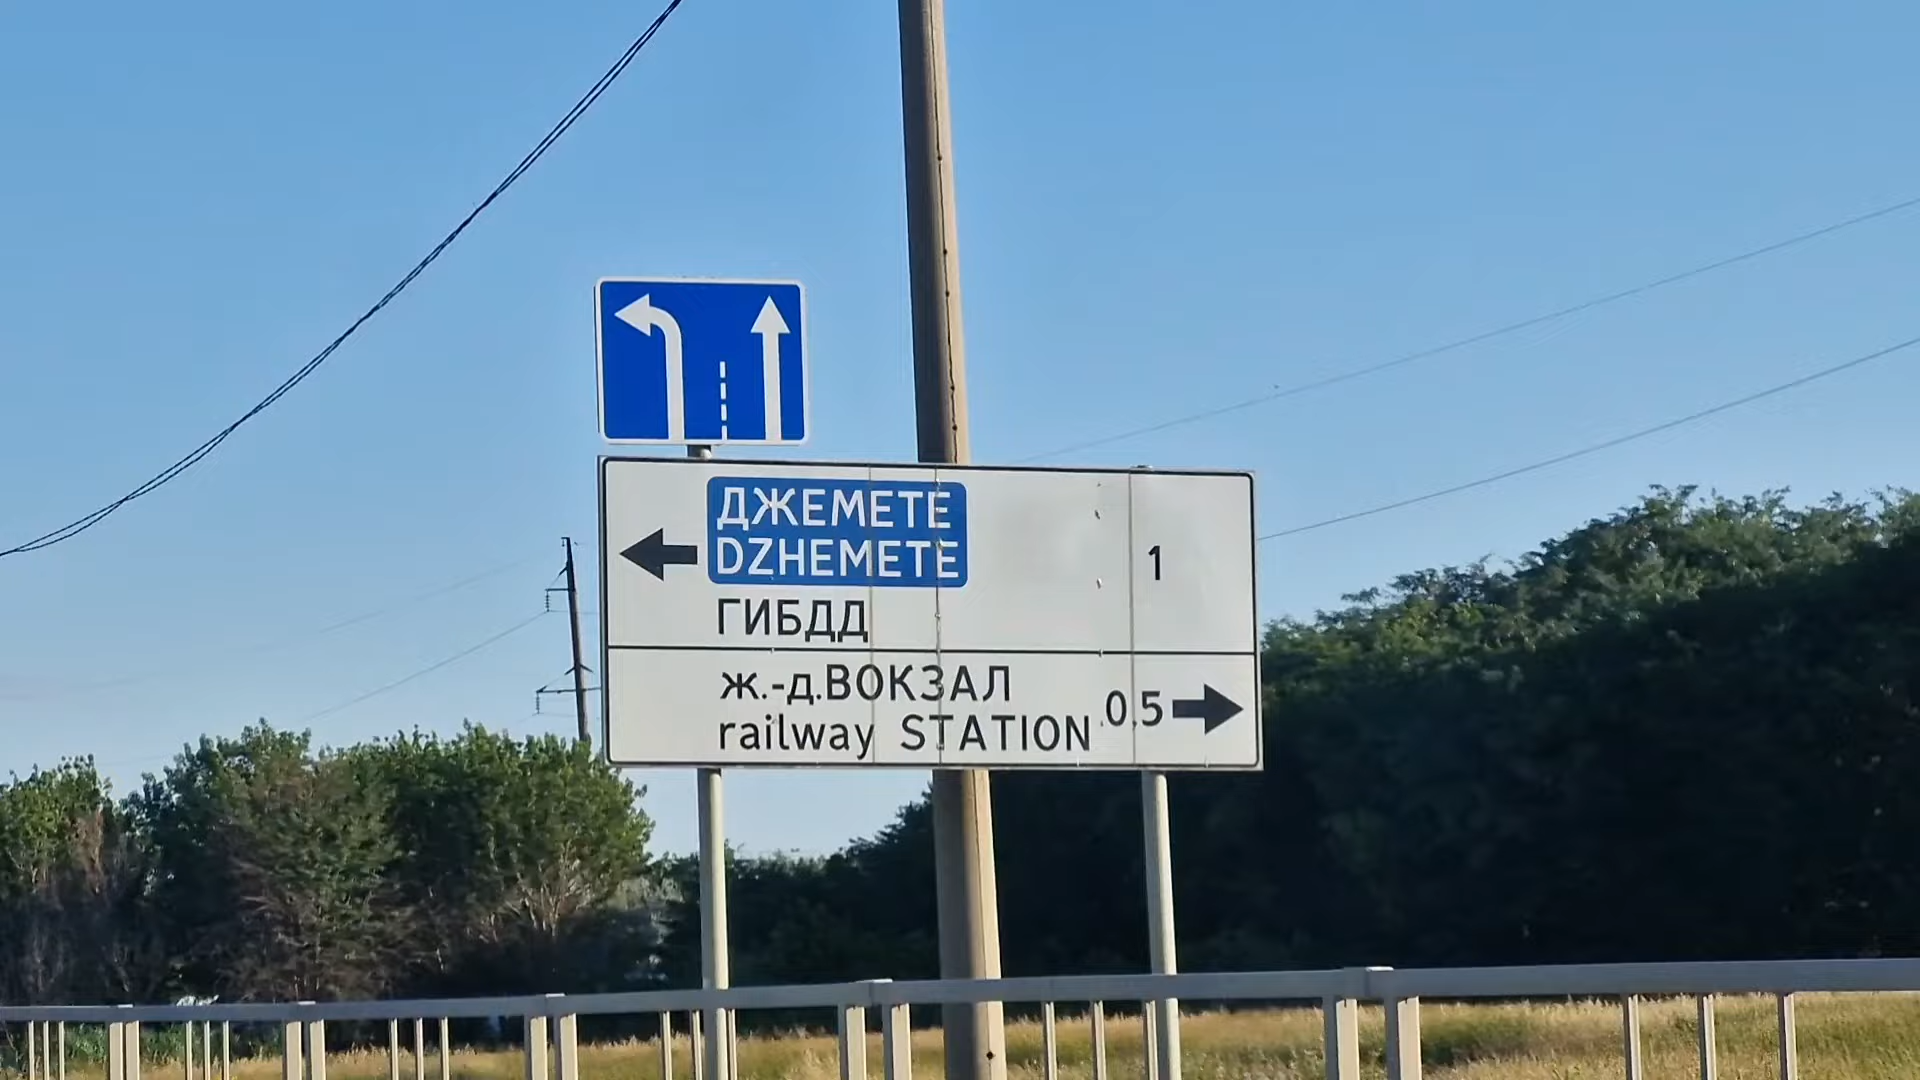 ДЖЕМЕТЕ
DZHEMETE
1
ГИБДД
ж.-д.ВОКЗАЛ
railway STATION 0,5